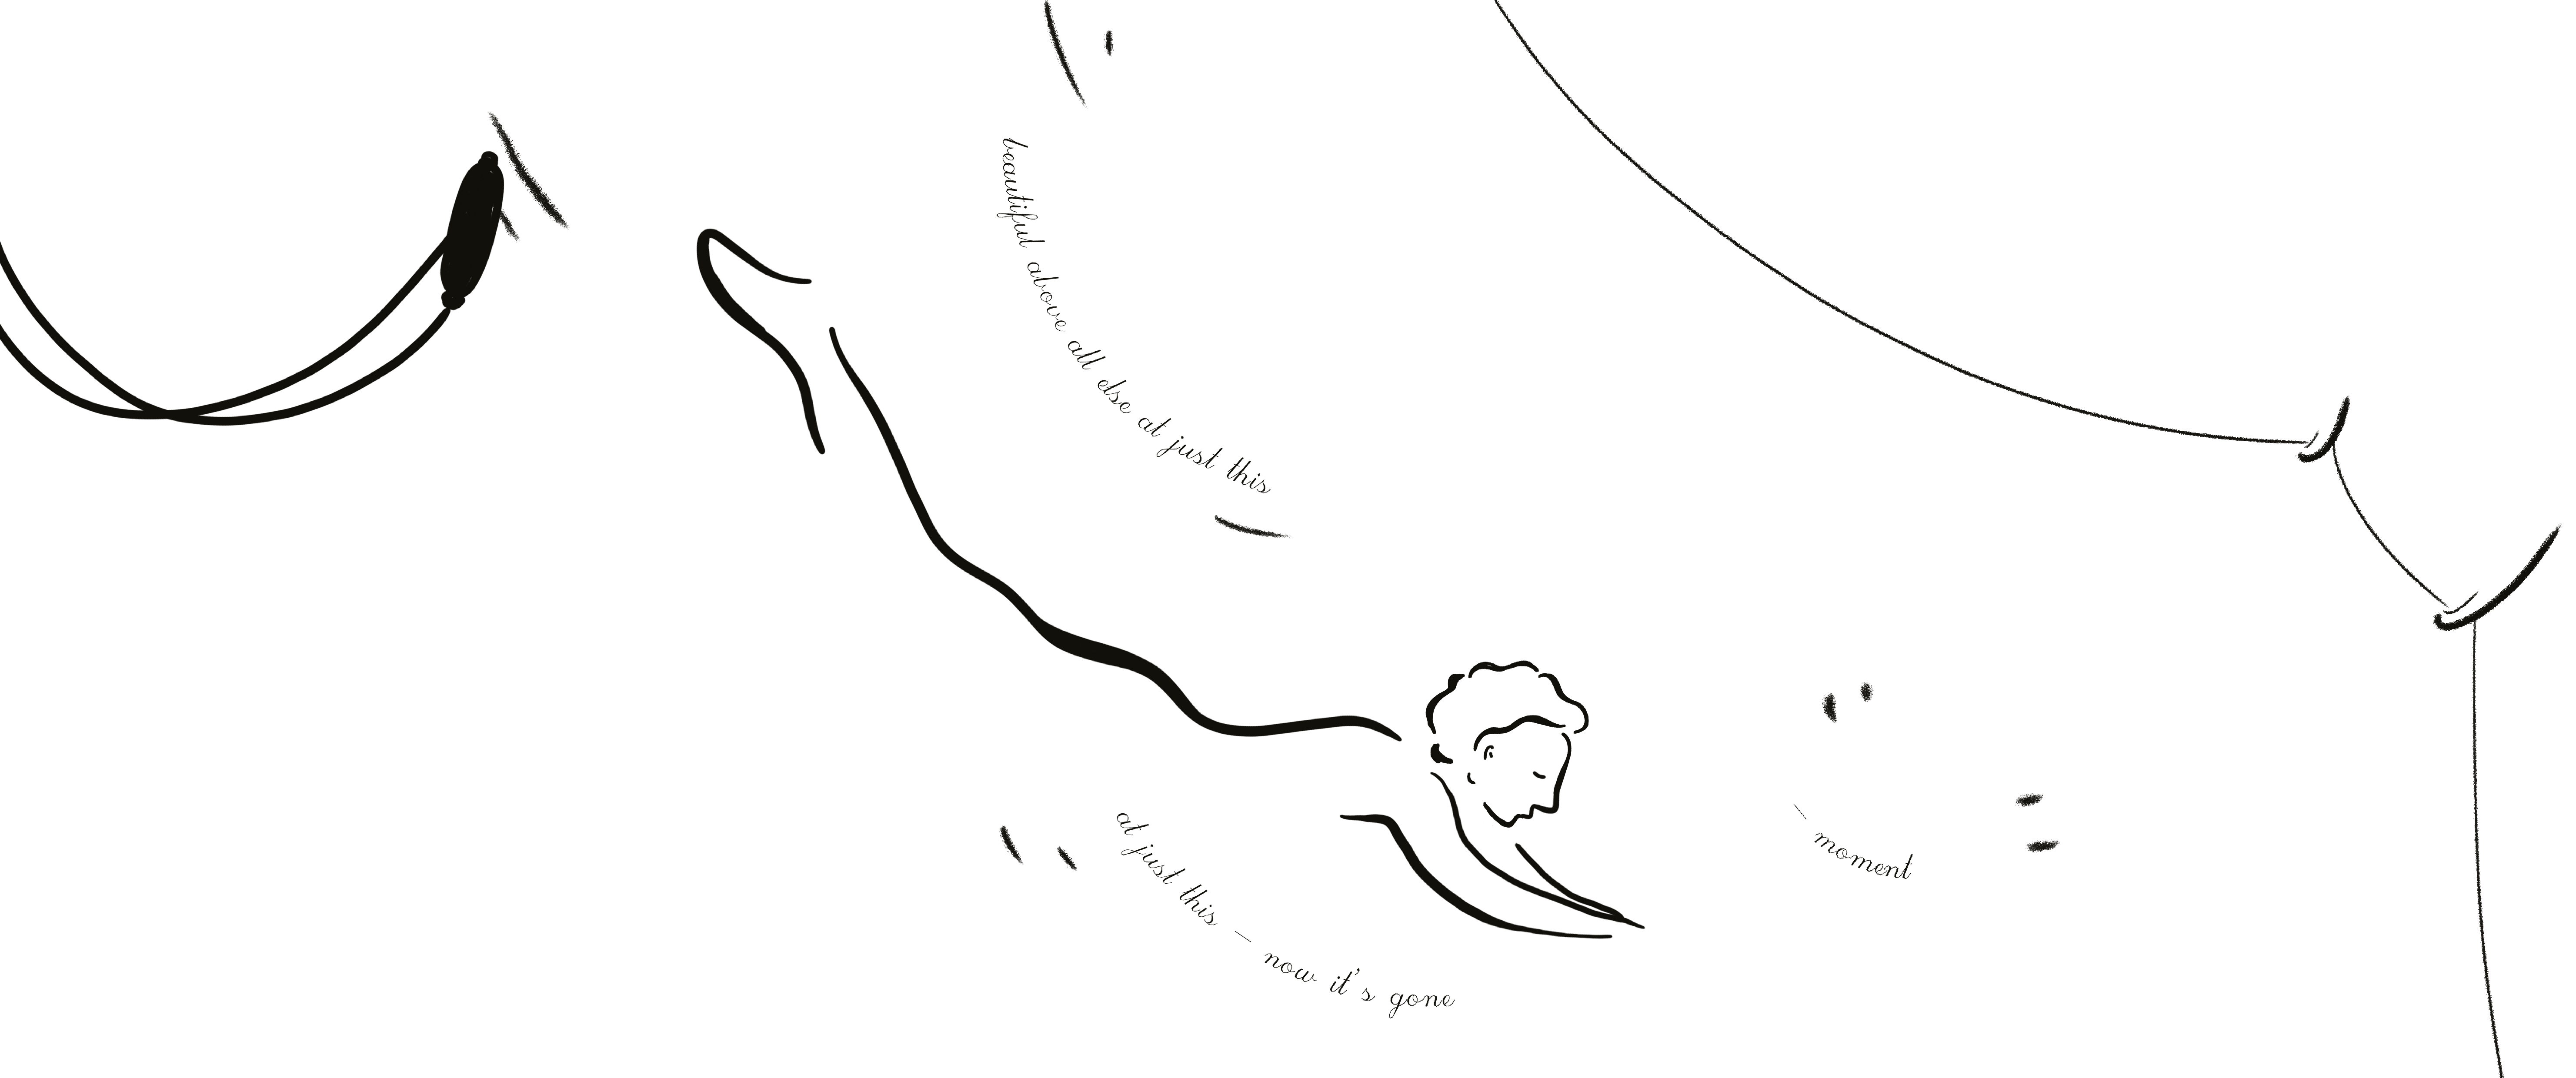 beautiful above all else at just this
at just this — now it's gone
— moment